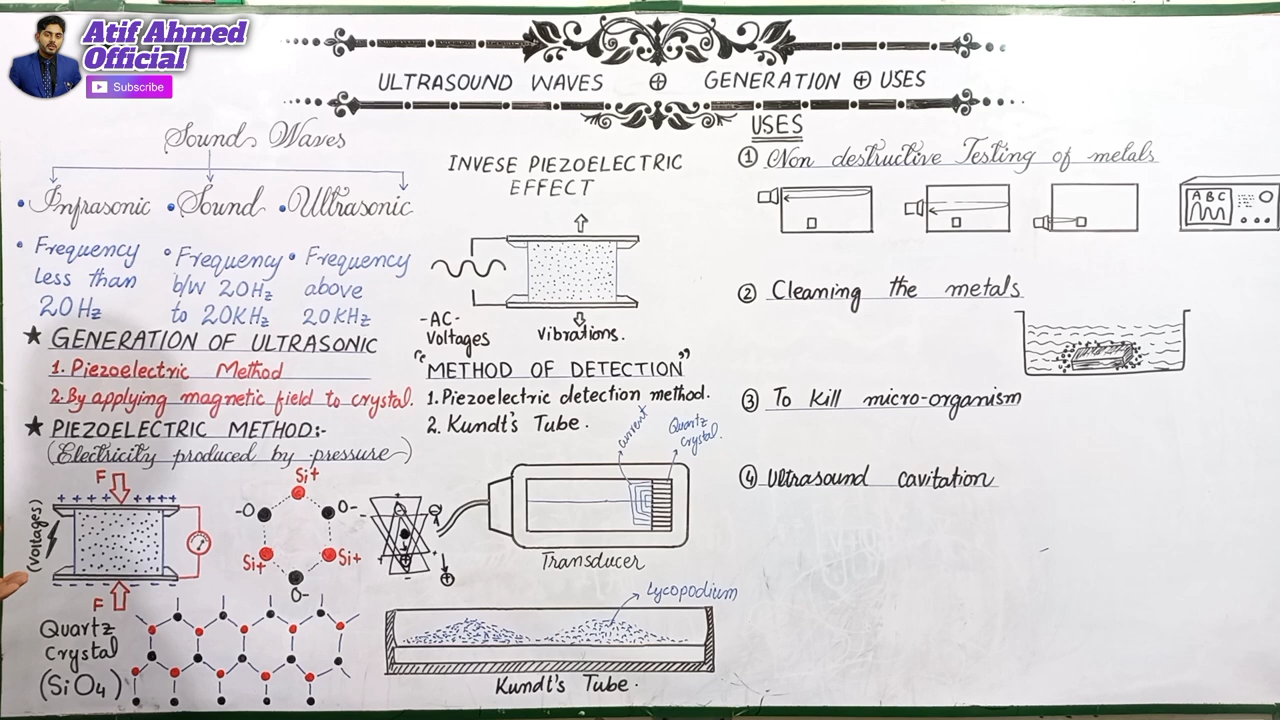 Atif Ahmed
Official
Subscribe
ULTRASOUND WAVES ⊕ GENERATION ⊕ USES
Sound Waves
• Infrasonic • Sound • Ultrasonic
• Frequency
less than
20Hz
• Frequency
b/w 20Hz
to 20KHz
• Frequency
above
20KHz
★ GENERATION OF ULTRASONIC
1. Piezoelectric Method
2. By applying magnetic field to crystal.
★ PIEZOELECTRIC METHOD:-
(Electricity produced by pressure)
F
+ + + + + + + + +
(Voltages)
F
Si+
-O
O-
Si+
Si+
O-
Quartz
Crystal
(SiO4)
INVESE PIEZOELECTRIC
EFFECT
-AC-
Voltages
Vibrations.
"METHOD OF DETECTION"
1. Piezoelectric detection method.
2. Kundt's Tube.
current
Quartz
crystal.
Transducer
Lycopodium
Kundt's Tube.
USES
① Non destructive Testing of metals
A B C
② Cleaning the metals
③ To Kill micro-organism
④ Ultrasound cavitation